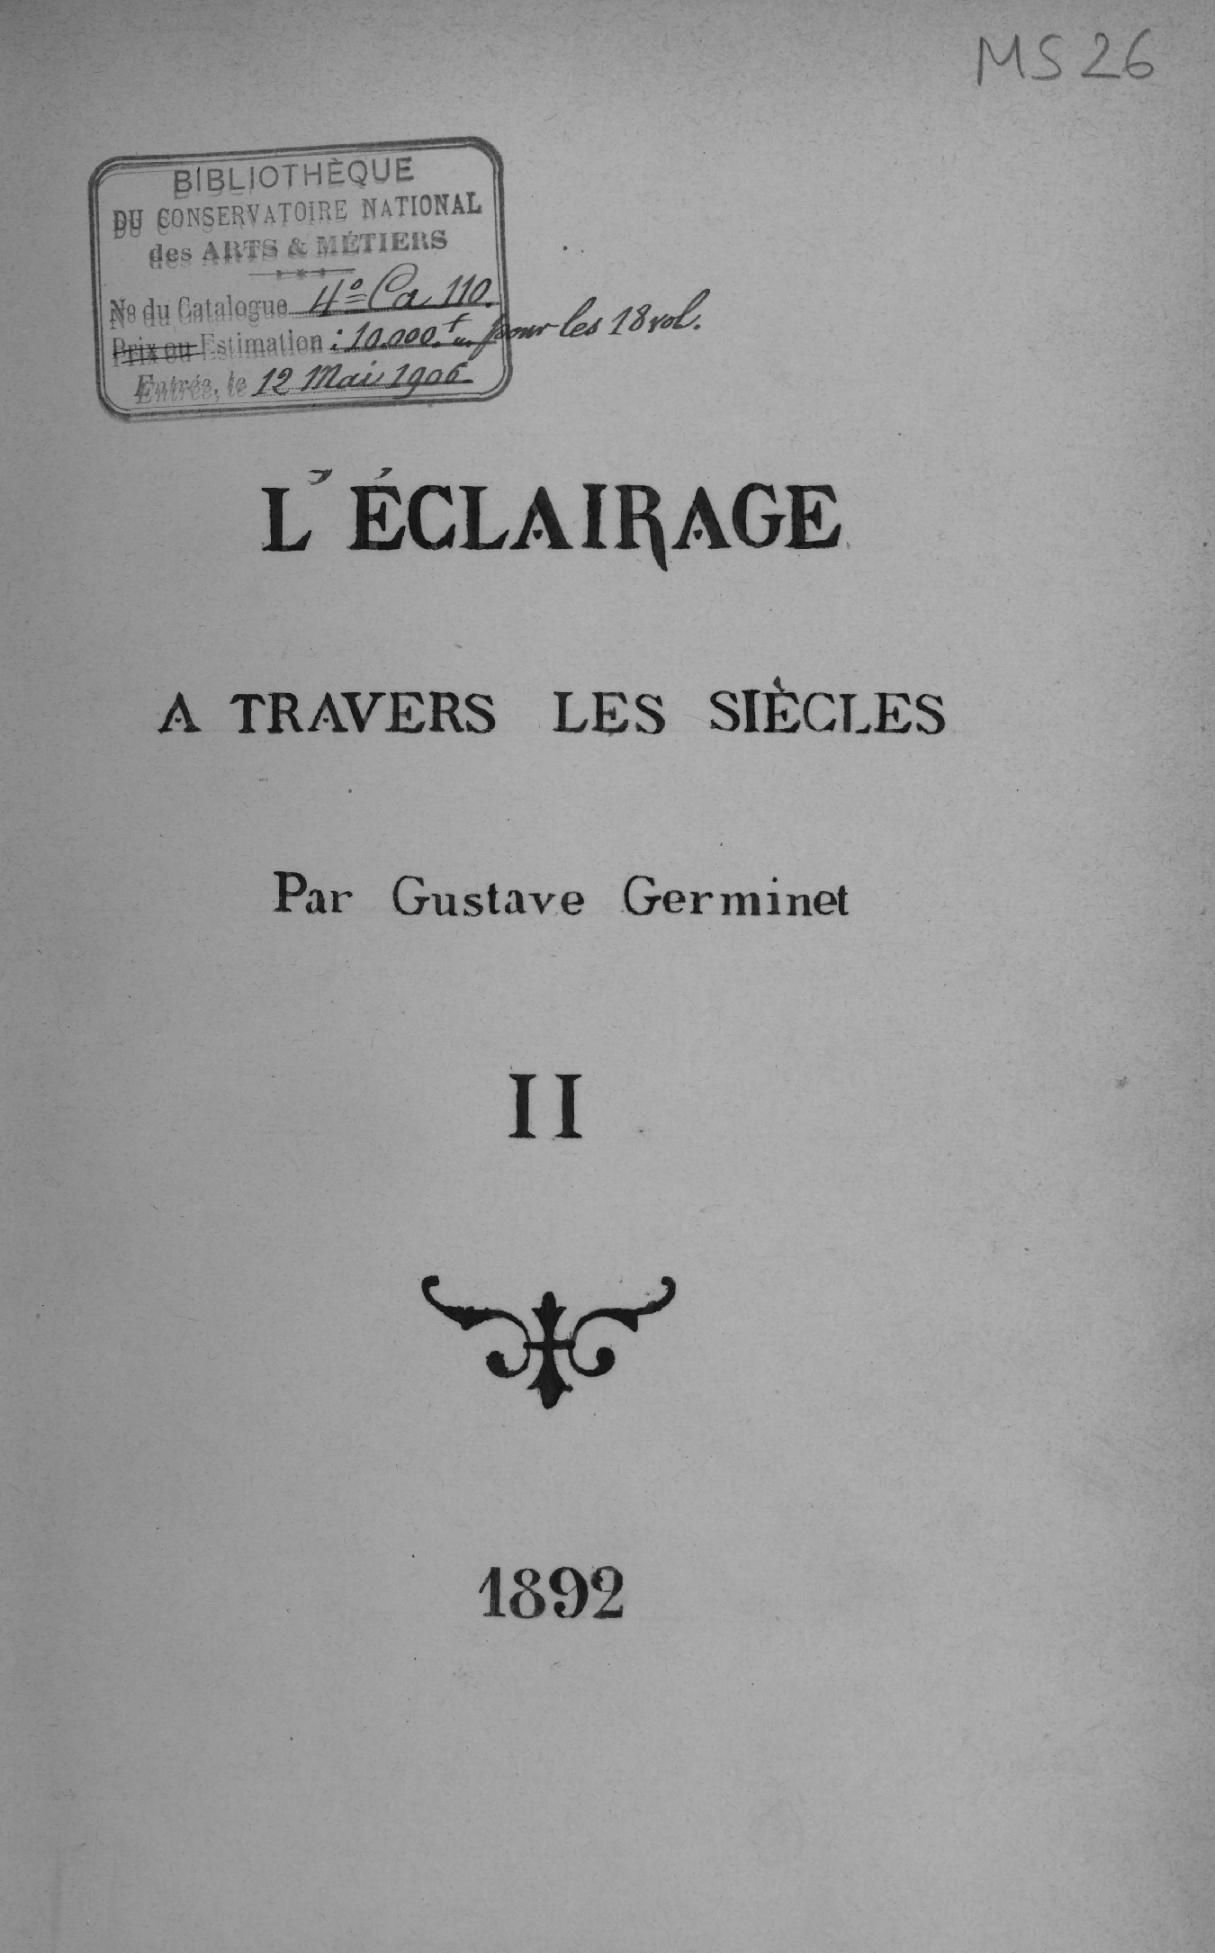 MS 26
BIBLIOTHÈQUE
DU CONSERVATOIRE NATIONAL
des ARTS & MÉTIERS
No du Catalogue 4º Ca 110.
Prix ou Estimation : 10.000.f pour les 18 vol.
Entrée, le 12 Mai 1906
L'ÉCLAIRAGE
A TRAVERS LES SIÈCLES
Par Gustave Germinet
II
1892